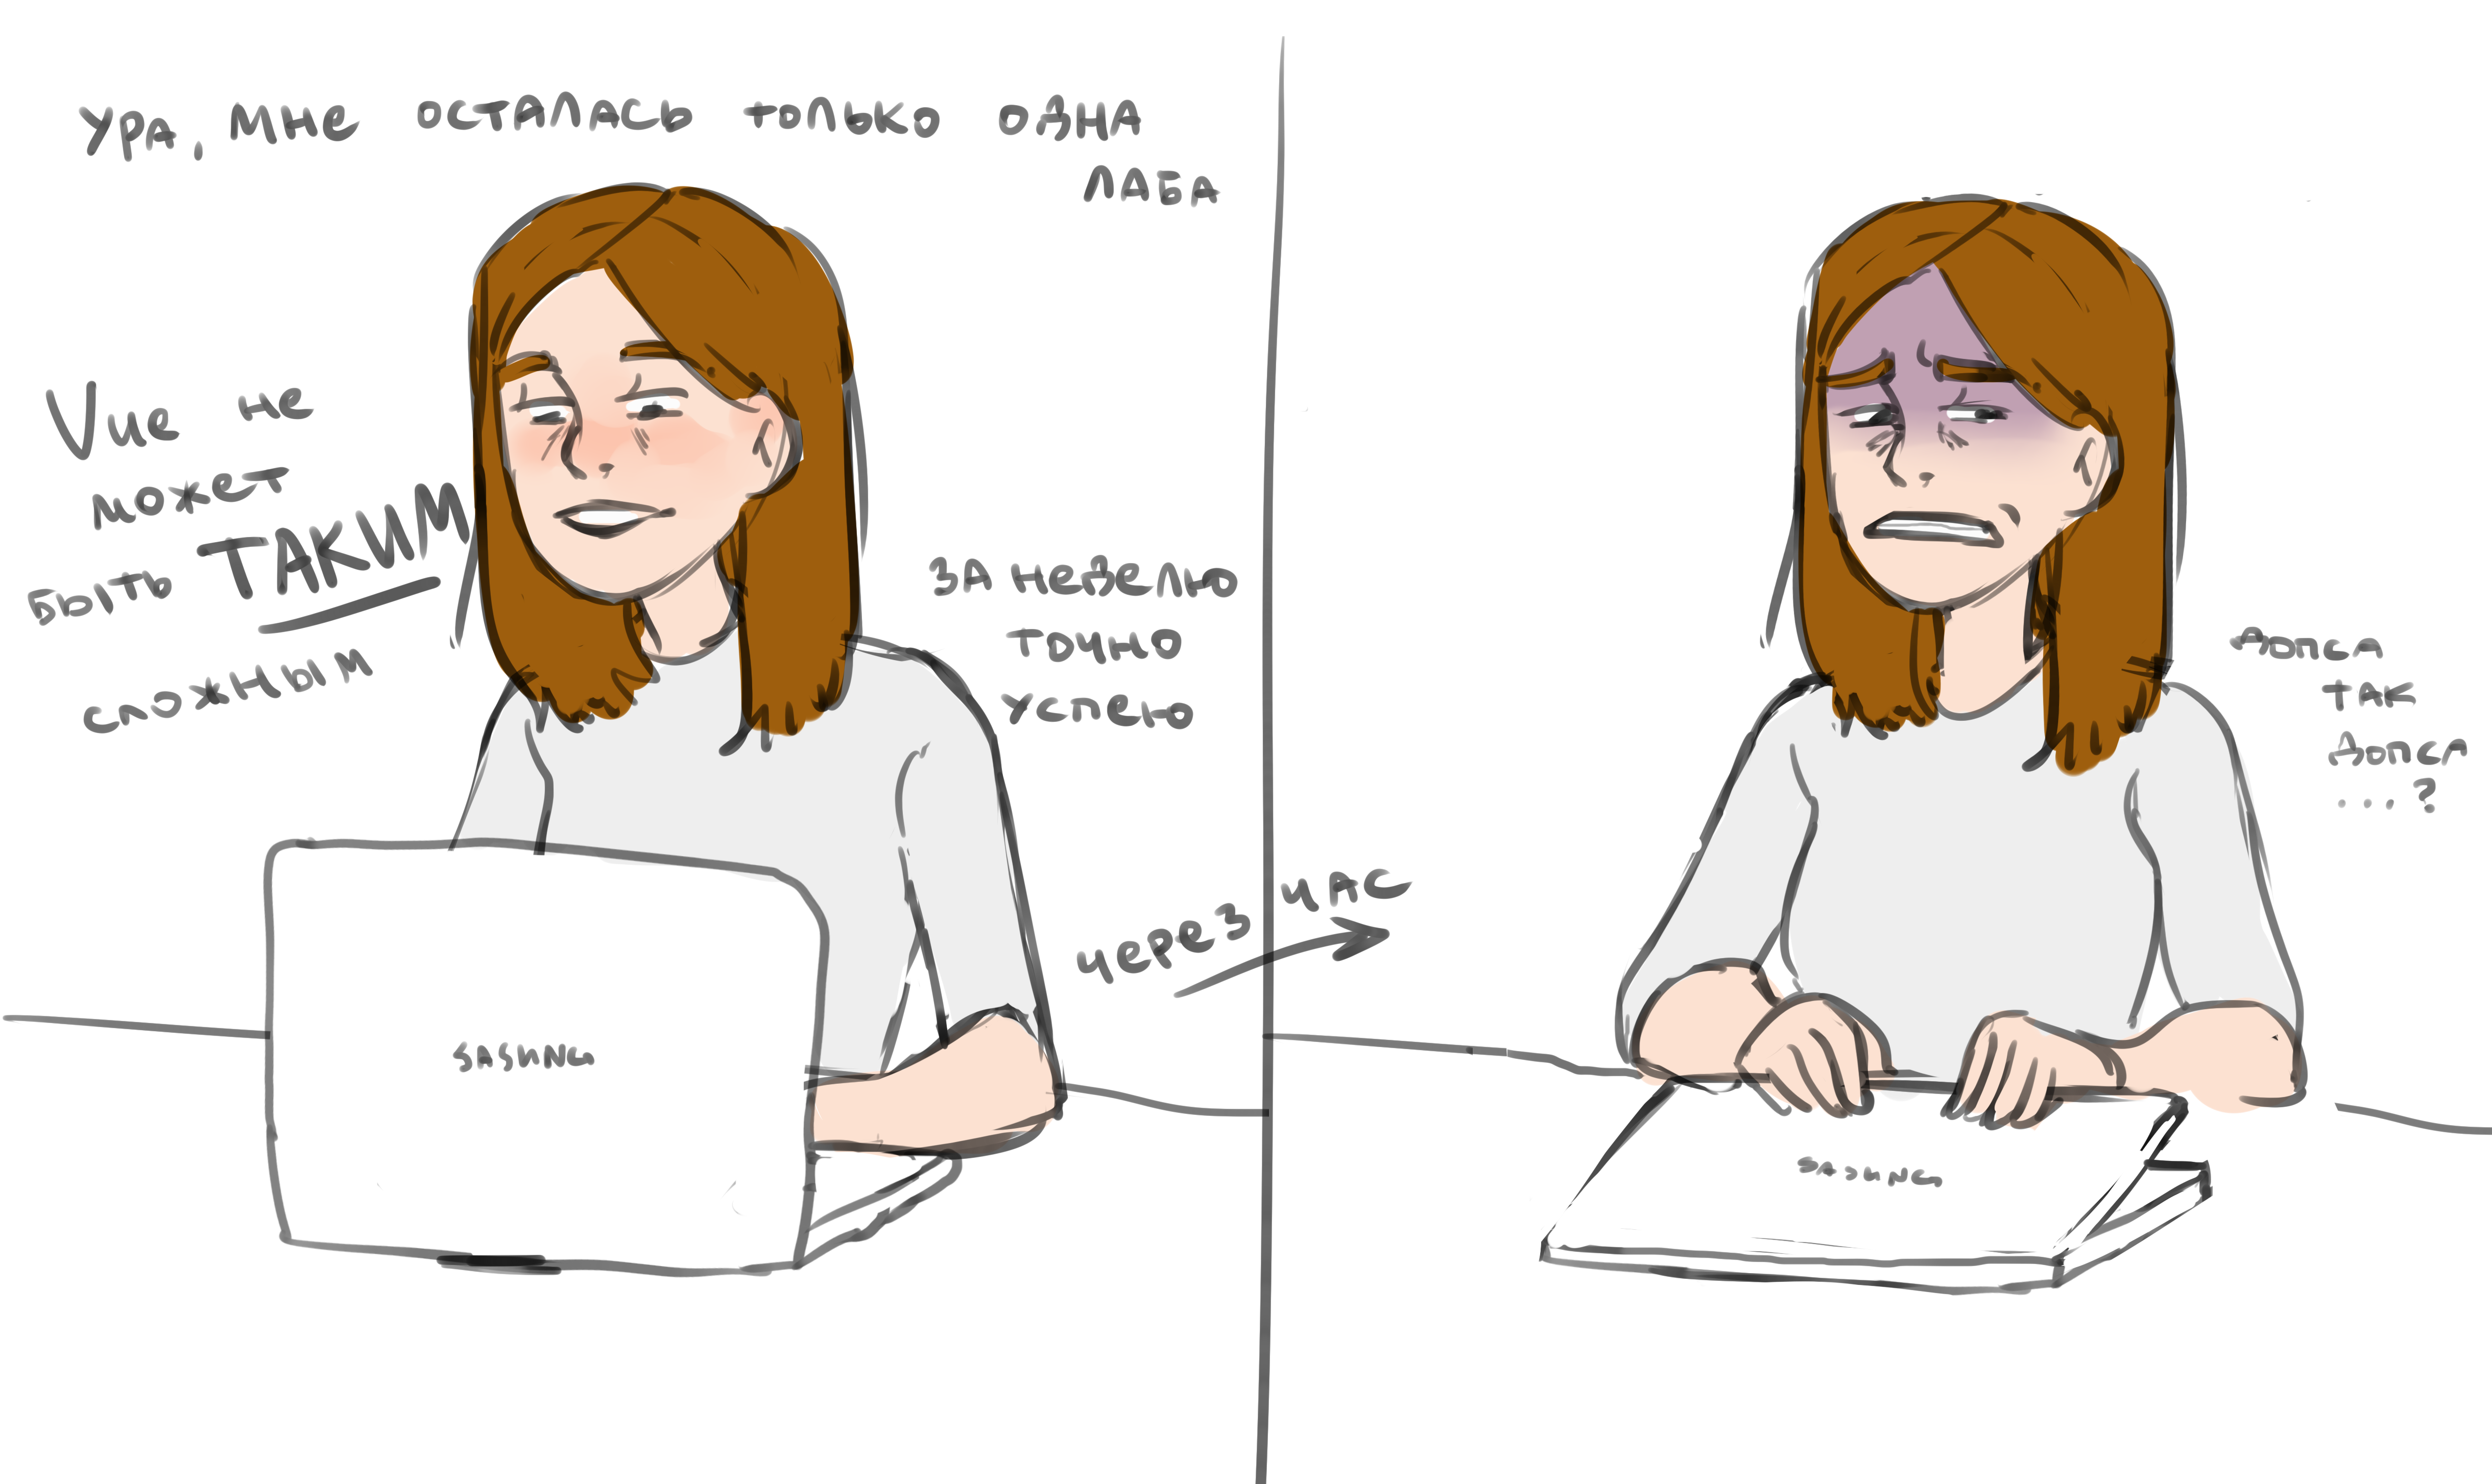 Ура, мне осталась только одна
лаба
Vue не
может
быть ТАКИМ
сложным
за неделю
точно
успею
SASUNG
через час
допса
так
допса
...?
SASUNG